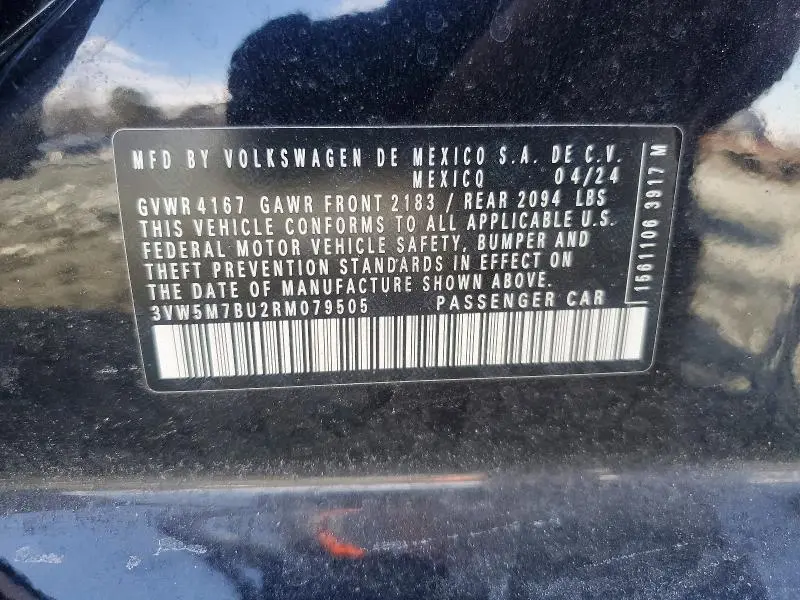 MFD BY VOLKSWAGEN DE MEXICO S.A. DE C.V.
MEXICO 04/24
GVWR 4167 GAWR FRONT 2183 / REAR 2094 LBS
THIS VEHICLE CONFORMS TO ALL APPLICABLE U.S.
FEDERAL MOTOR VEHICLE SAFETY, BUMPER AND
THEFT PREVENTION STANDARDS IN EFFECT ON
THE DATE OF MANUFACTURE SHOWN ABOVE.
3VW5M7BU2RM079505 PASSENGER CAR
1561106 3917 M